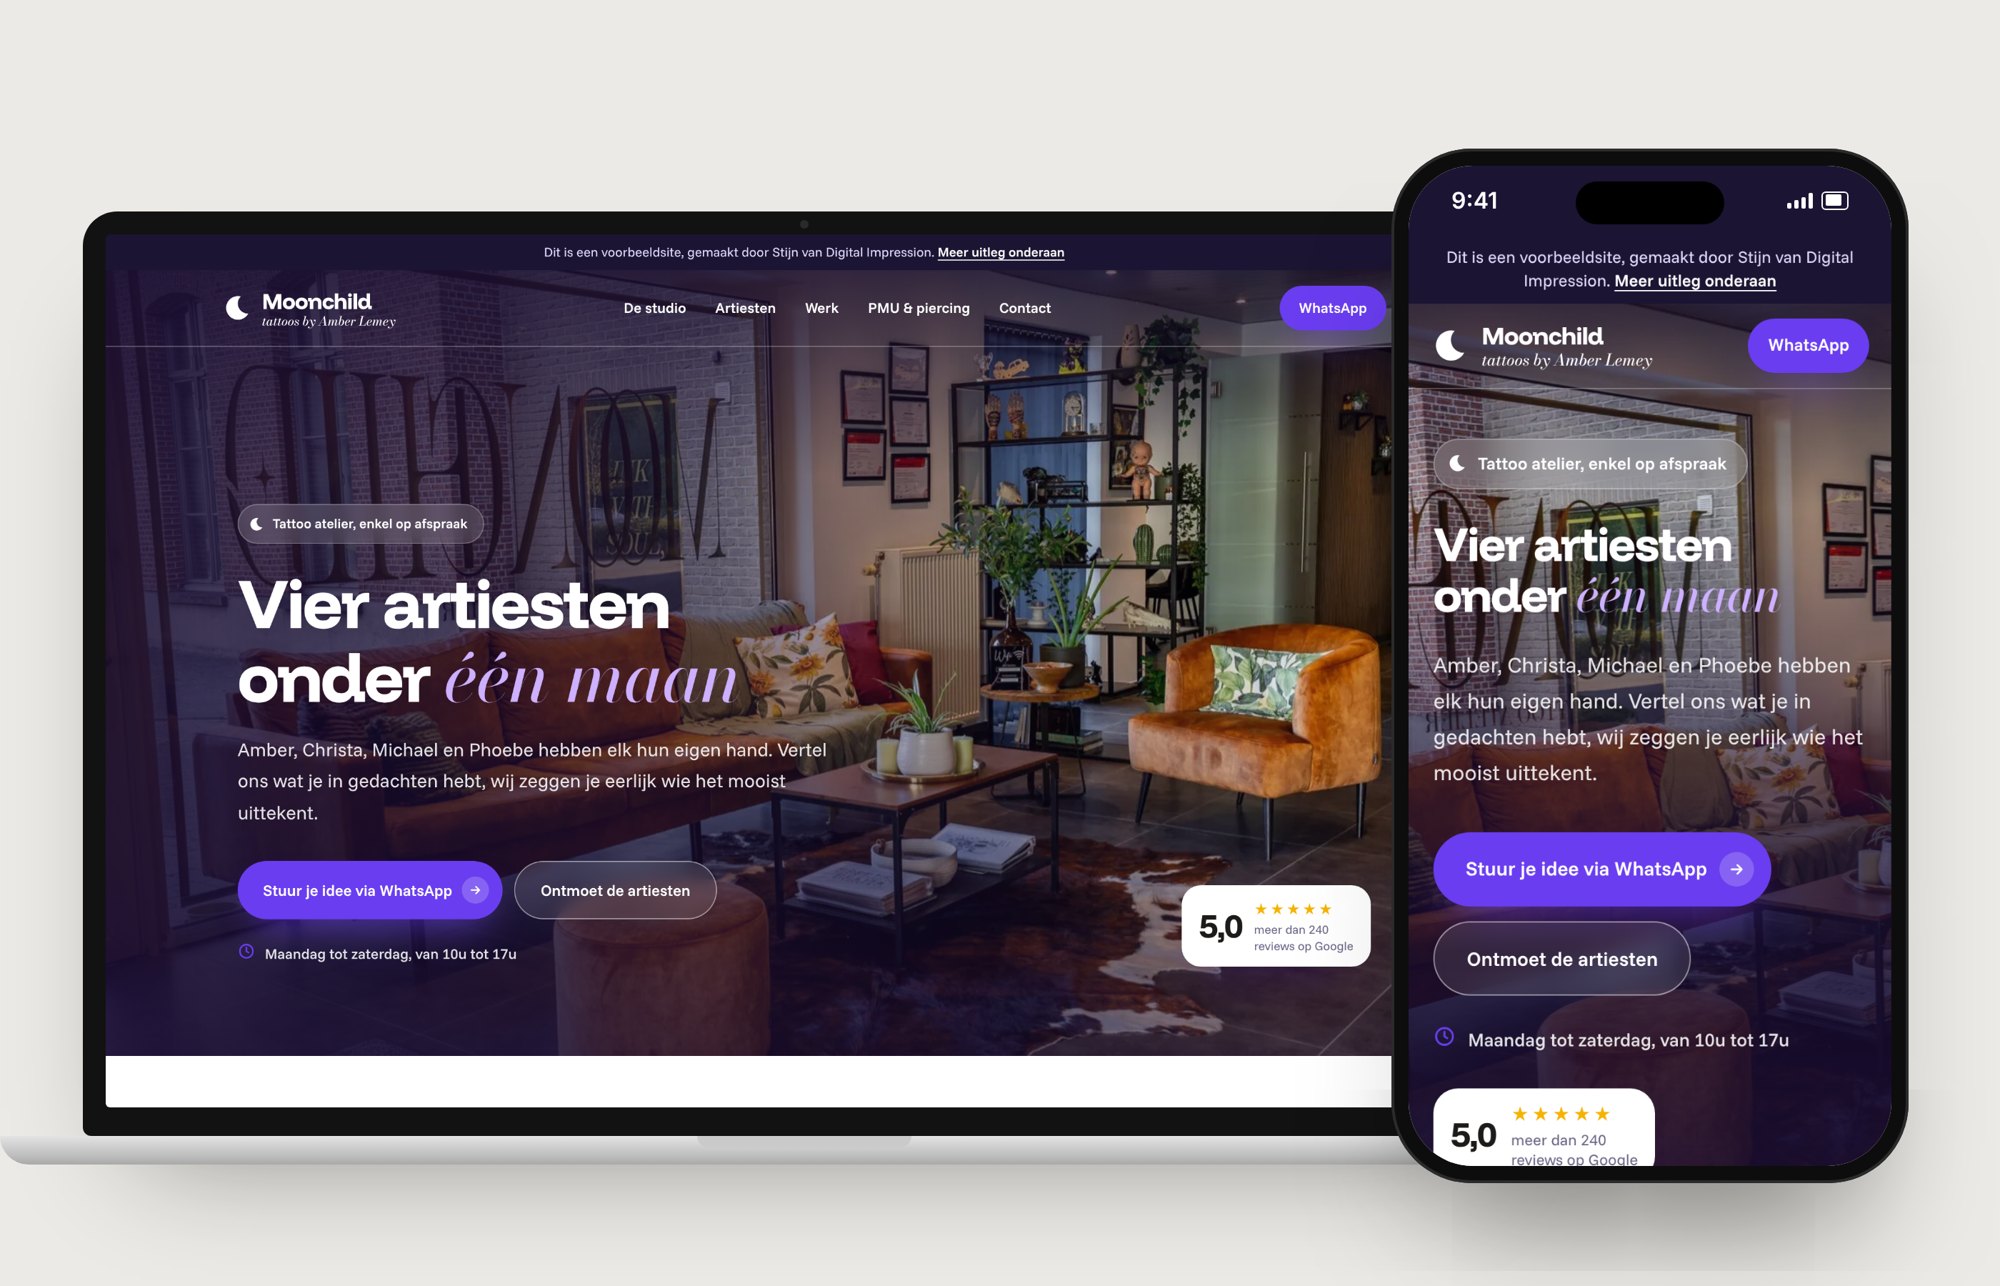 Dit is een voorbeeldsite, gemaakt door Stijn van Digital Impression. Meer uitleg onderaan
Moonchild
tattoos by Amber Lemey
De studio Artiesten Werk PMU & piercing Contact
WhatsApp
Tattoo atelier, enkel op afspraak
Vier artiesten
onder één maan
Amber, Christa, Michael en Phoebe hebben elk hun eigen hand. Vertel
ons wat je in gedachten hebt, wij zeggen je eerlijk wie het mooist
uittekent.
Stuur je idee via WhatsApp
Ontmoet de artiesten
Maandag tot zaterdag, van 10u tot 17u
5,0
meer dan 240
reviews op Google
9:41
Dit is een voorbeeldsite, gemaakt door Stijn van Digital
Impression. Meer uitleg onderaan
Moonchild
tattoos by Amber Lemey
WhatsApp
Tattoo atelier, enkel op afspraak
Vier artiesten
onder één maan
Amber, Christa, Michael en Phoebe hebben
elk hun eigen hand. Vertel ons wat je in
gedachten hebt, wij zeggen je eerlijk wie het
mooist uittekent.
Stuur je idee via WhatsApp
Ontmoet de artiesten
Maandag tot zaterdag, van 10u tot 17u
5,0
meer dan 240
reviews op Google